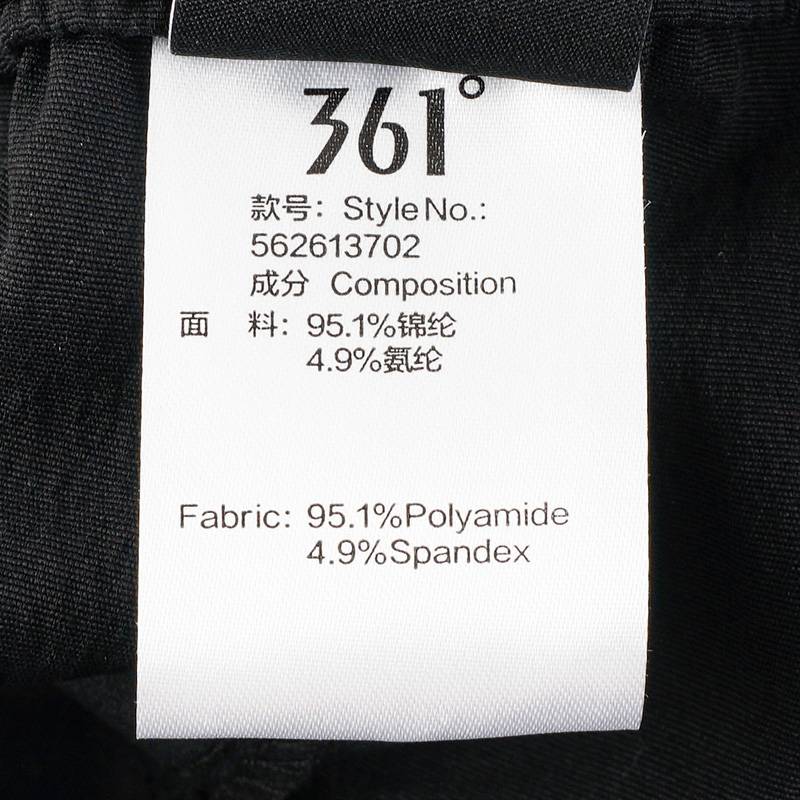 361°
款号：Style No.:
562613702
成分 Composition
面 料：95.1%锦纶
4.9%氨纶
Fabric: 95.1%Polyamide
4.9%Spandex